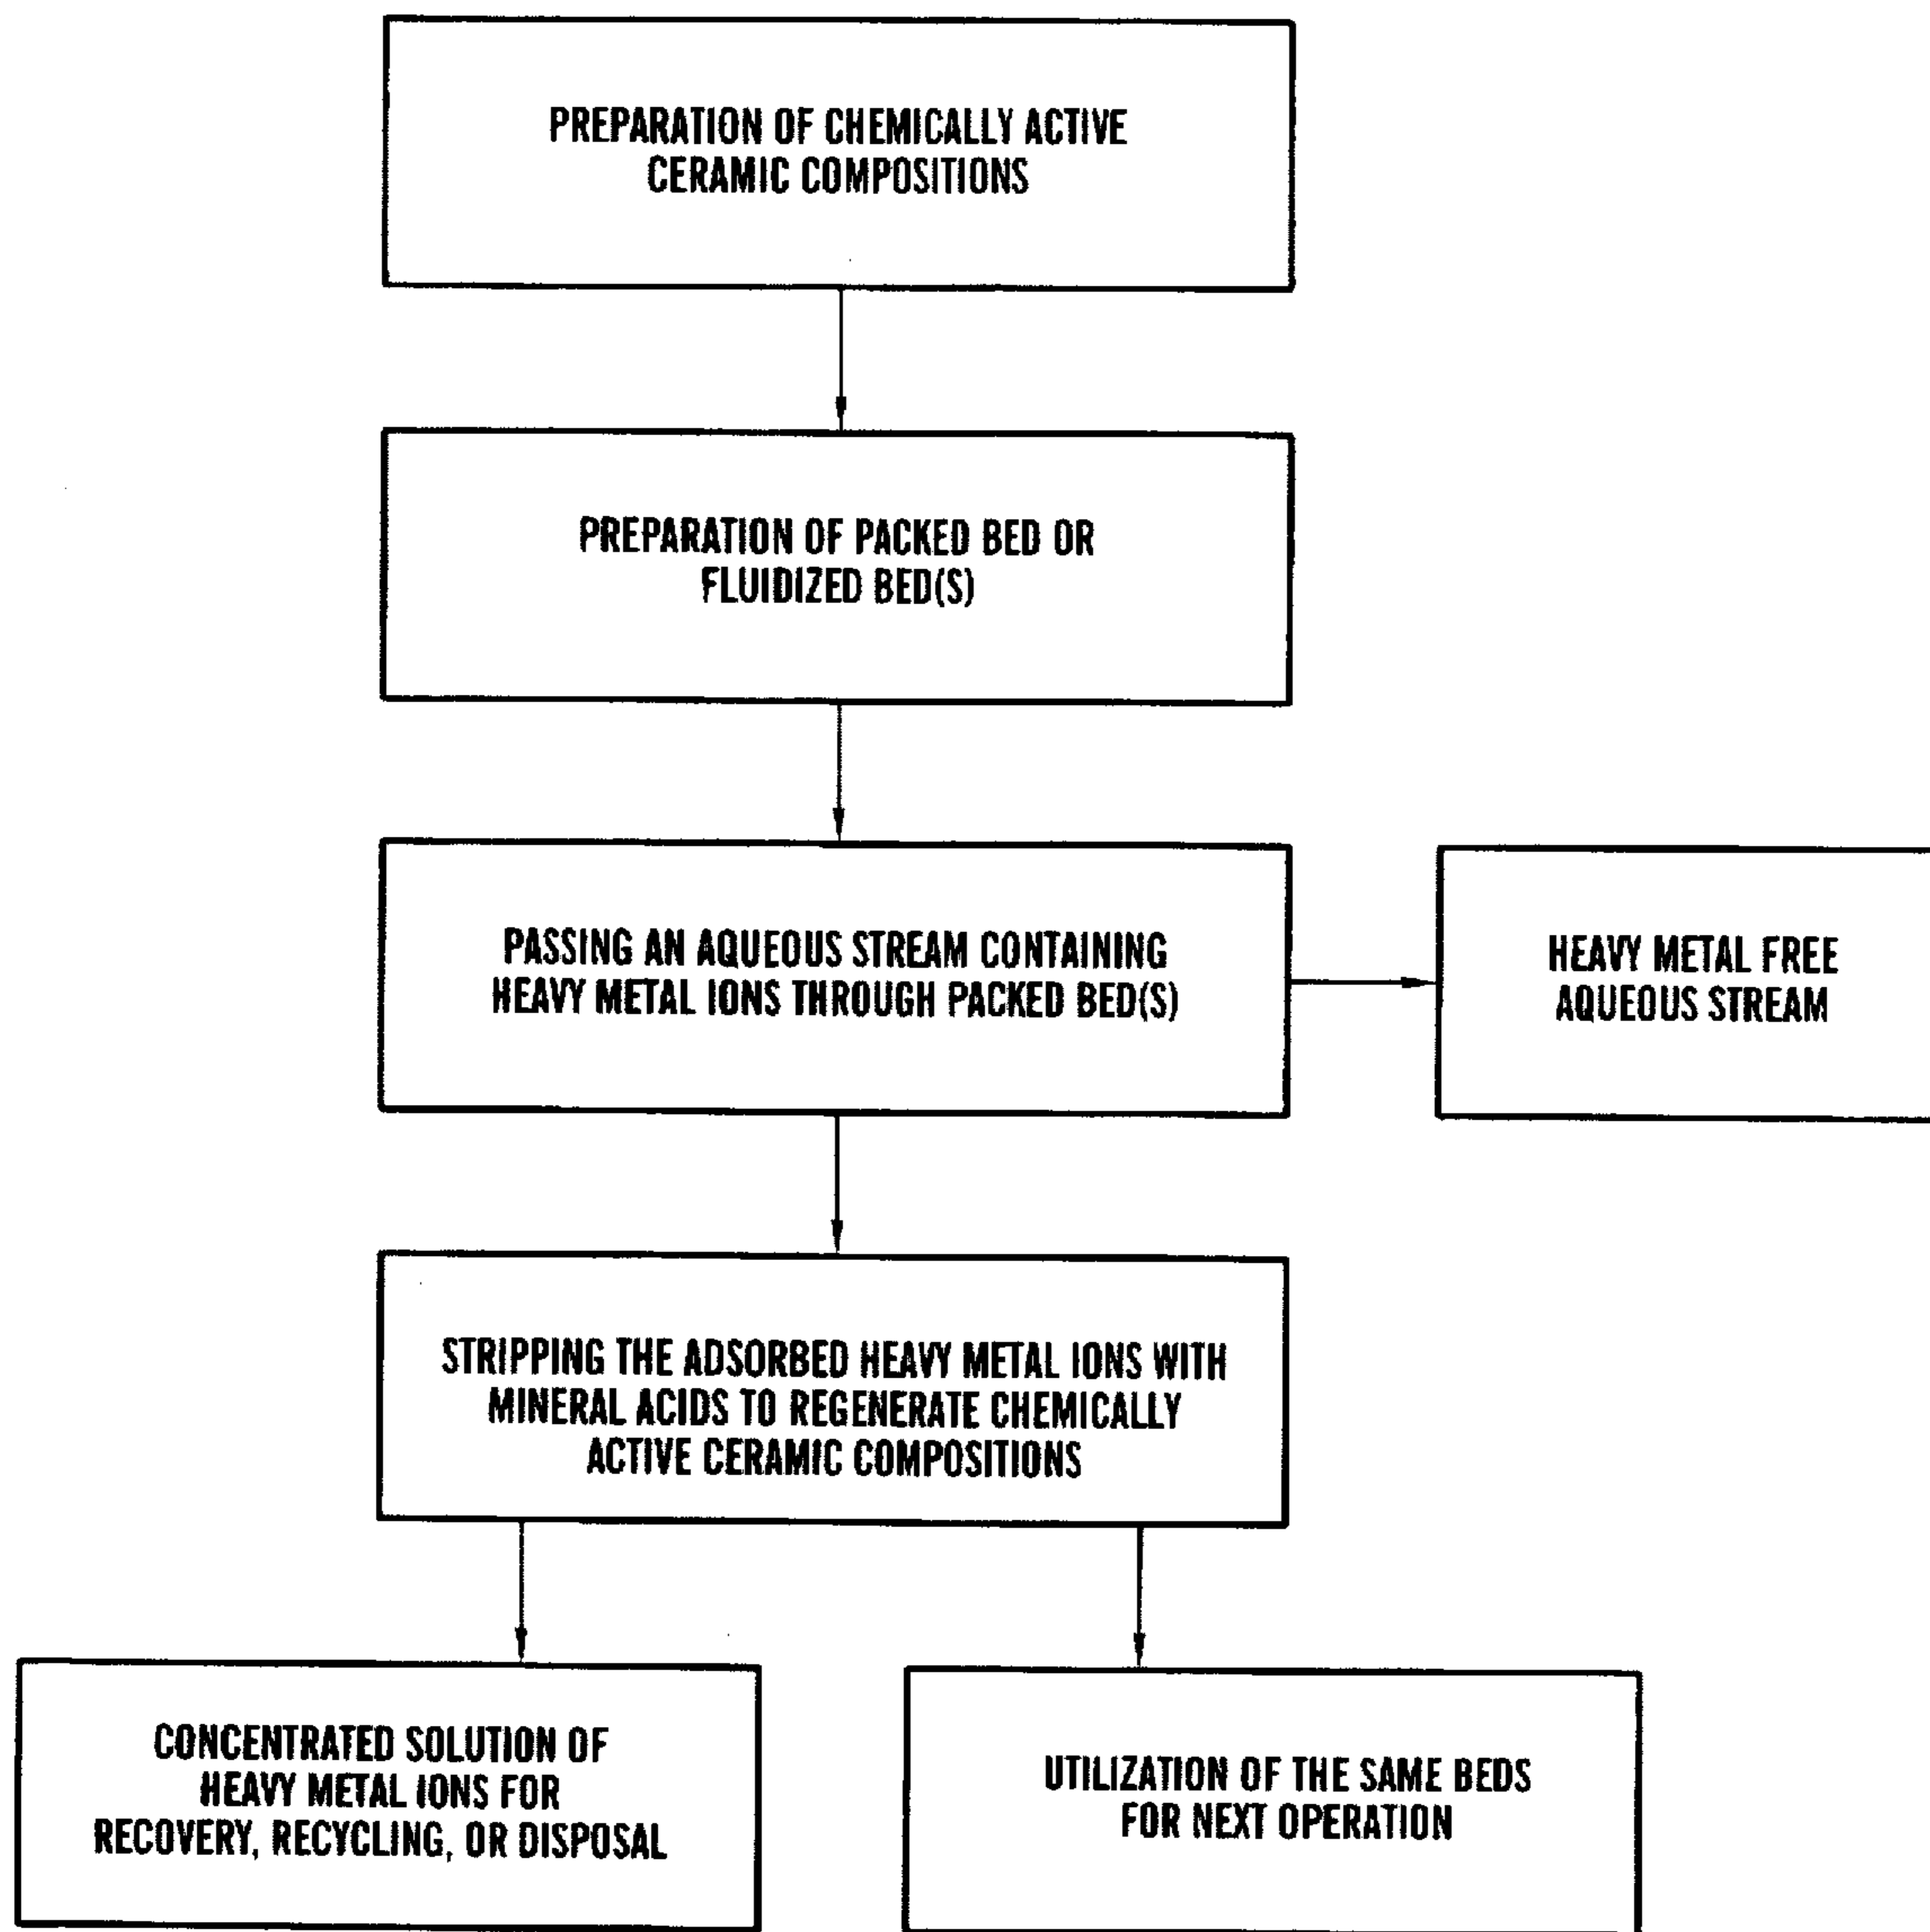 PREPARATION OF CHEMICALLY ACTIVE
CERAMIC COMPOSITIONS
PREPARATION OF PACKED BED OR
FLUIDIZED BED(S)
PASSING AN AQUEOUS STREAM CONTAINING
HEAVY METAL IONS THROUGH PACKED BED(S)
HEAVY METAL FREE
AQUEOUS STREAM
STRIPPING THE ADSORBED HEAVY METAL IONS WITH
MINERAL ACIDS TO REGENERATE CHEMICALLY
ACTIVE CERAMIC COMPOSITIONS
CONCENTRATED SOLUTION OF
HEAVY METAL IONS FOR
RECOVERY, RECYCLING, OR DISPOSAL
UTILIZATION OF THE SAME BEDS
FOR NEXT OPERATION